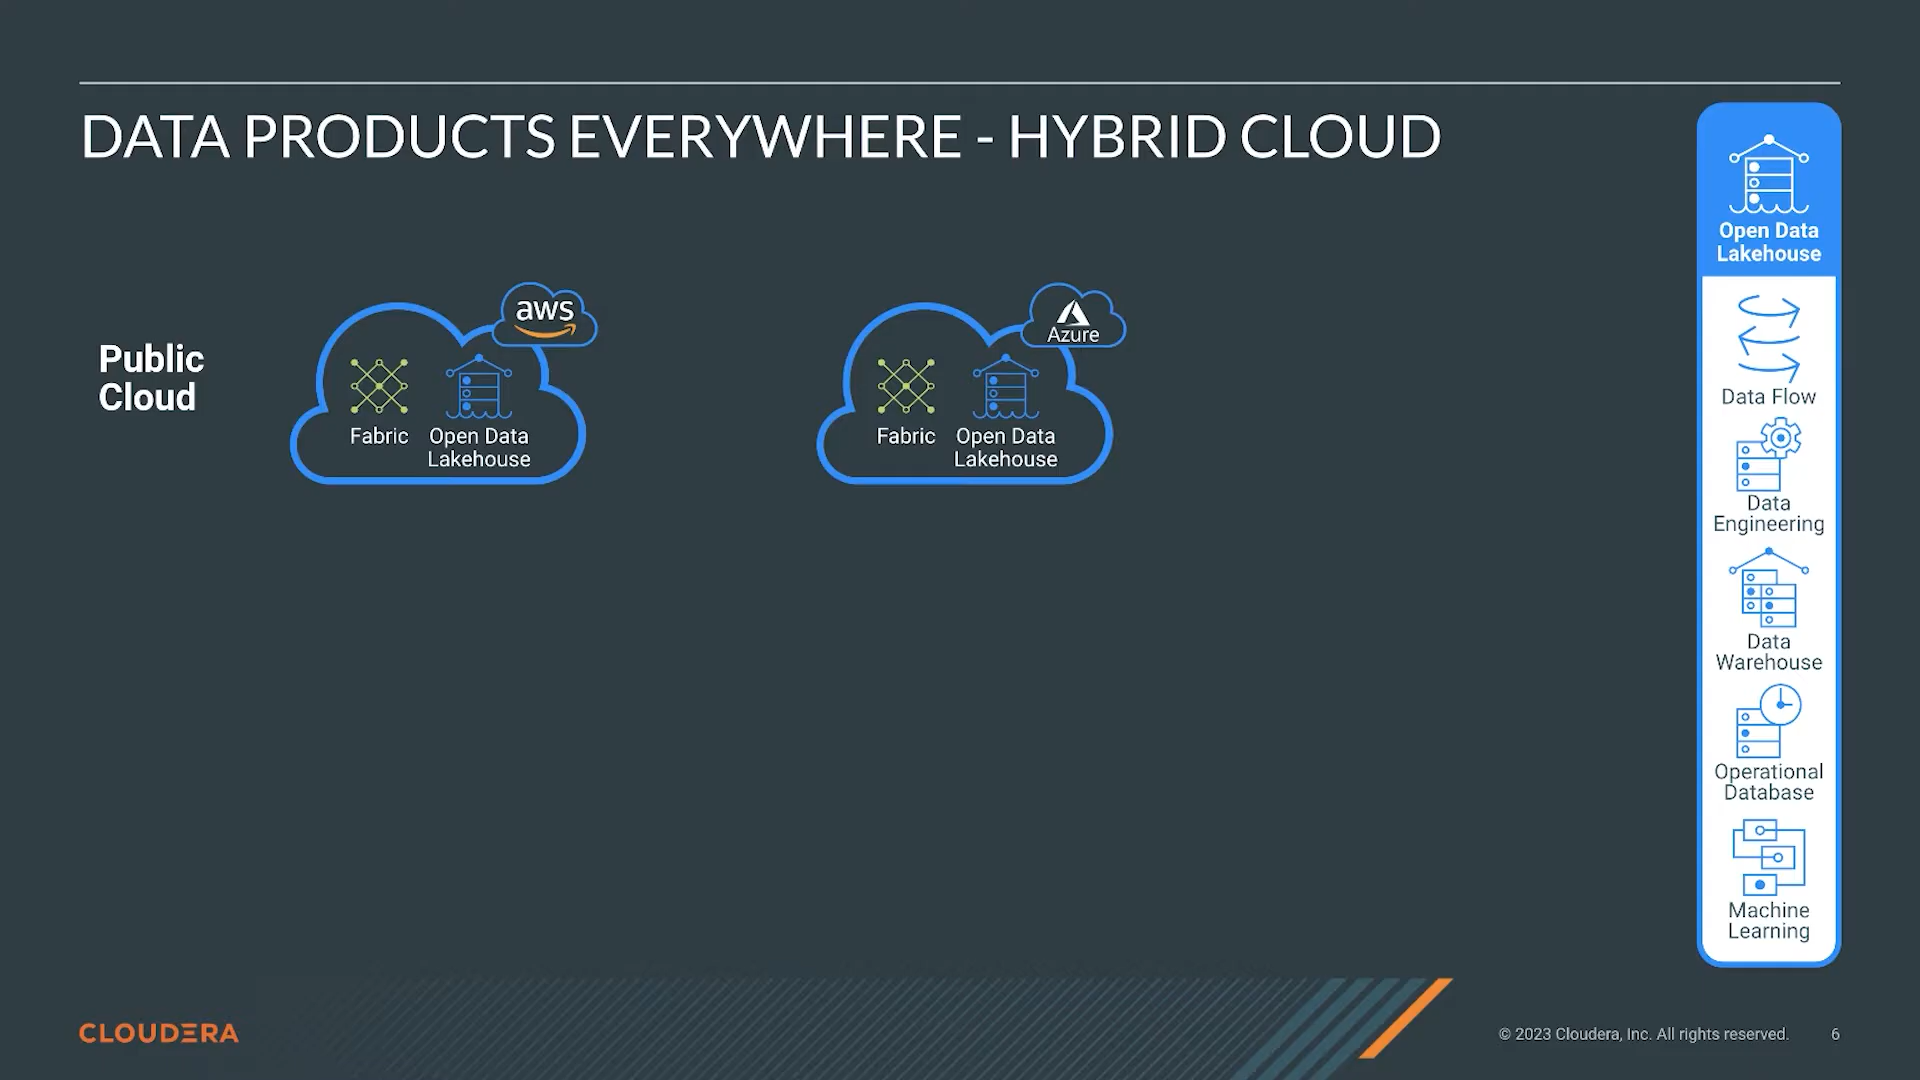 DATA PRODUCTS EVERYWHERE - HYBRID CLOUD
Public
Cloud
aws
Fabric
Open Data
Lakehouse
Azure
Fabric
Open Data
Lakehouse
Open Data
Lakehouse
Data Flow
Data
Engineering
Data
Warehouse
Operational
Database
Machine
Learning
CLOUDERA
© 2023 Cloudera, Inc. All rights reserved.
6